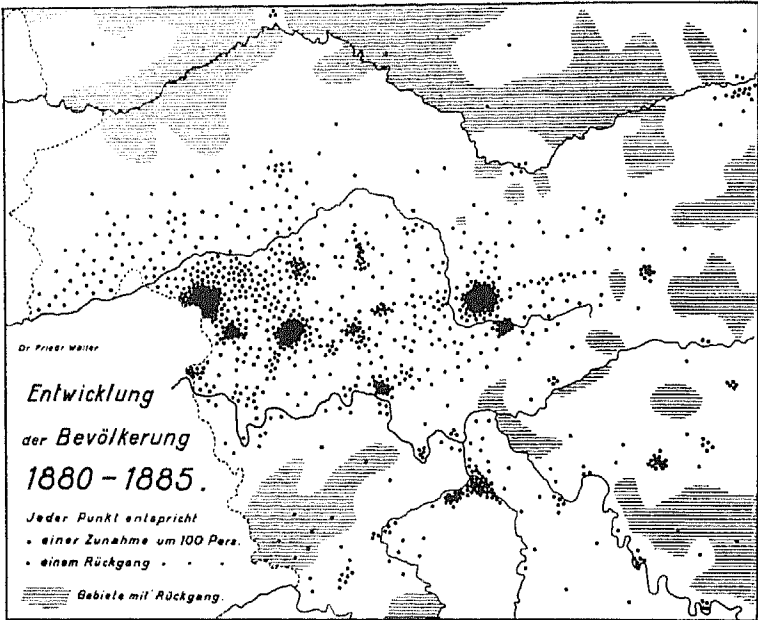 Dr Friedr Walter
Entwicklung
der Bevölkerung
1880-1885.
Jeder Punkt entspricht
• einer Zunahme um 100 Pers.
• einem Rückgang " " "
Gebiete mit Rückgang.